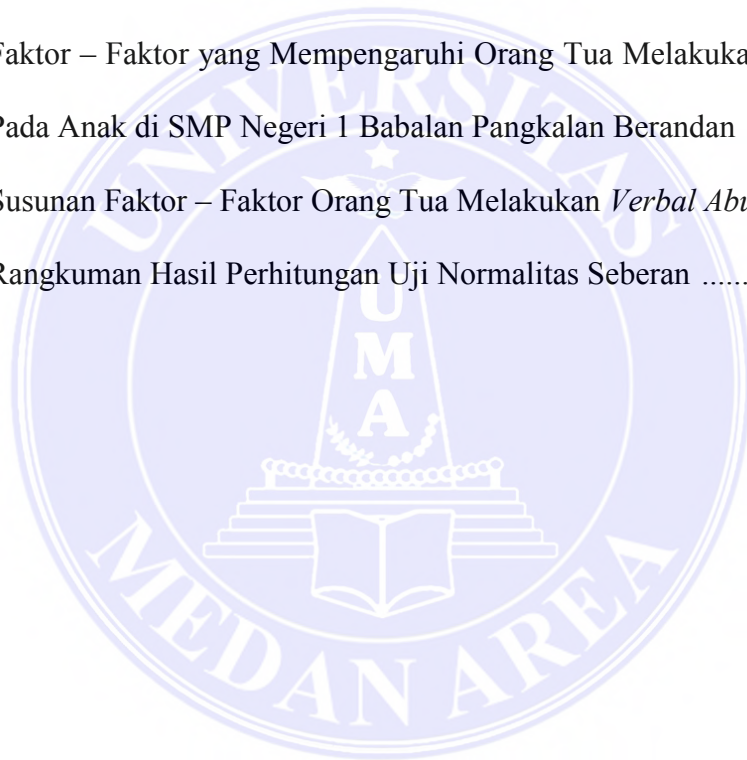 Faktor – Faktor yang Mempengaruhi Orang Tua Melakuka
Pada Anak di SMP Negeri 1 Babalan Pangkalan Berandan
Susunan Faktor – Faktor Orang Tua Melakukan Verbal Abu
Rangkuman Hasil Perhitungan Uji Normalitas Seberan .......
UNIVERSITAS
UMA
MEDAN AREA